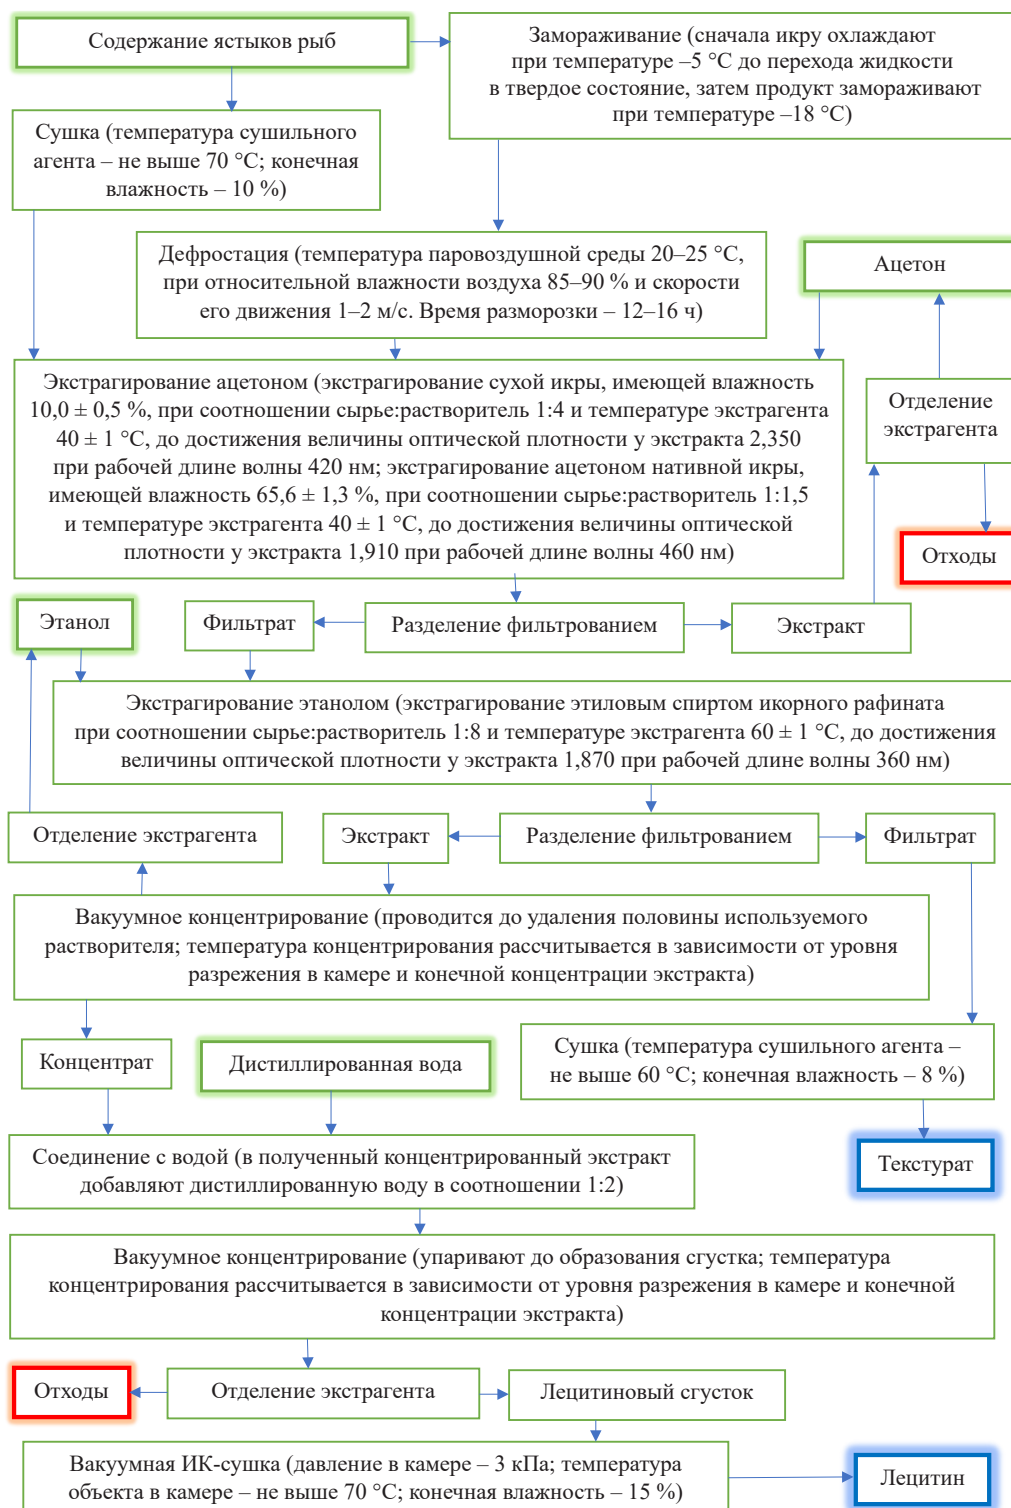 Содержание ястыков рыб
Замораживание (сначала икру охлаждают
при температуре –5 °С до перехода жидкости
в твердое состояние, затем продукт замораживают
при температуре –18 °С)
Сушка (температура сушильного
агента – не выше 70 °С; конечная
влажность – 10 %)
Дефростация (температура паровоздушной среды 20–25 °С,
при относительной влажности воздуха 85–90 % и скорости
его движения 1–2 м/с. Время разморозки – 12–16 ч)
Ацетон
Экстрагирование ацетоном (экстрагирование сухой икры, имеющей влажность
10,0 ± 0,5 %, при соотношении сырье:растворитель 1:4 и температуре экстрагента
40 ± 1 °С, до достижения величины оптической плотности у экстракта 2,350
при рабочей длине волны 420 нм; экстрагирование ацетоном нативной икры,
имеющей влажность 65,6 ± 1,3 %, при соотношении сырье:растворитель 1:1,5
и температуре экстрагента 40 ± 1 °С, до достижения величины оптической
плотности у экстракта 1,910 при рабочей длине волны 460 нм)
Отделение
экстрагента
Отходы
Этанол
Фильтрат
Разделение фильтрованием
Экстракт
Экстрагирование этанолом (экстрагирование этиловым спиртом икорного рафината
при соотношении сырье:растворитель 1:8 и температуре экстрагента 60 ± 1 °С, до достижения
величины оптической плотности у экстракта 1,870 при рабочей длине волны 360 нм)
Отделение экстрагента
Экстракт
Разделение фильтрованием
Фильтрат
Вакуумное концентрирование (проводится до удаления половины используемого
растворителя; температура концентрирования рассчитывается в зависимости от уровня
разрежения в камере и конечной концентрации экстракта)
Концентрат
Дистиллированная вода
Сушка (температура сушильного агента –
не выше 60 °С; конечная влажность – 8 %)
Соединение с водой (в полученный концентрированный экстракт
добавляют дистиллированную воду в соотношении 1:2)
Текстурат
Вакуумное концентрирование (упаривают до образования сгустка; температура
концентрирования рассчитывается в зависимости от уровня разрежения в камере и конечной
концентрации экстракта)
Отходы
Отделение экстрагента
Лецитиновый сгусток
Вакуумная ИК-сушка (давление в камере – 3 кПа; температура
объекта в камере – не выше 70 °С; конечная влажность – 15 %)
Лецитин